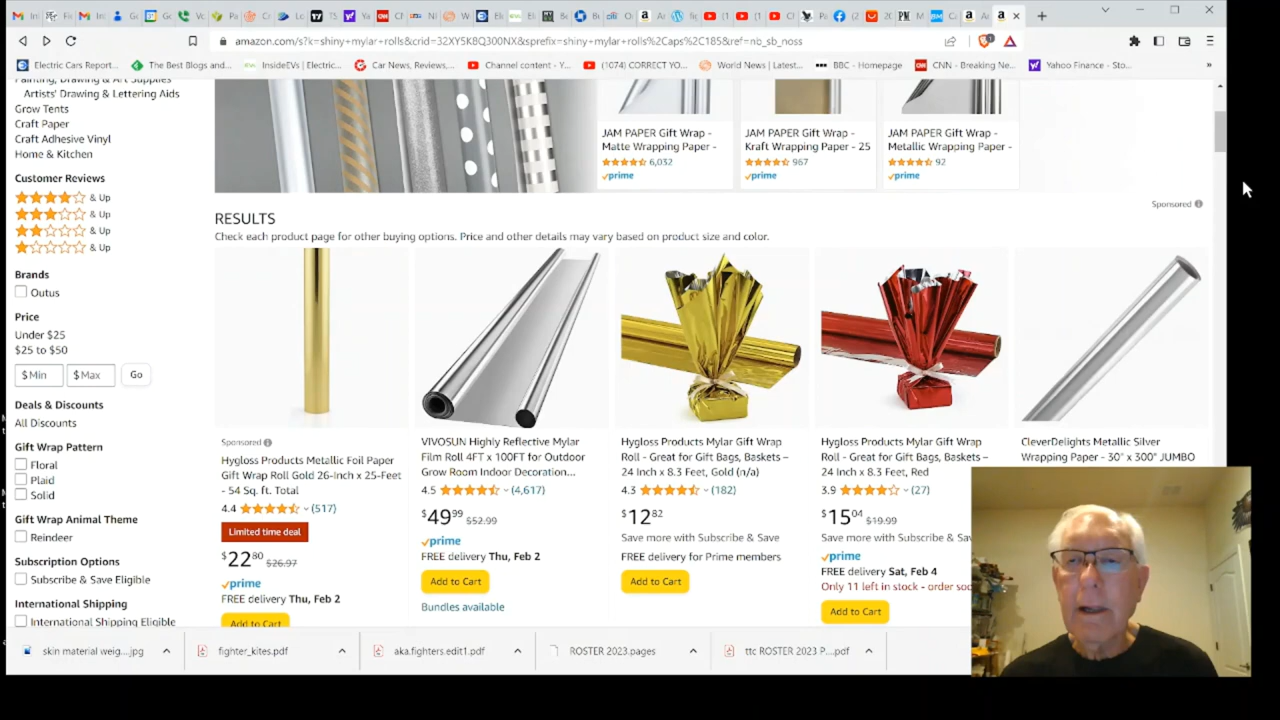 amazon.com/s?k=shiny+mylar+rolls&crid=32XY5K8Q300NX&sprefix=shiny+mylar+rolls%2Caps%2C185&ref=nb_sb_noss
Electric Cars Report...
The Best Blogs and...
InsideEVs | Electric...
Car News, Reviews,...
Channel content - Y...
(1074) CORRECT YO...
World News | Latest...
BBC - Homepage
CNN - Breaking Ne...
Yahoo Finance - Sto...
Painting, Drawing & Art Supplies
Artists' Drawing & Lettering Aids
Grow Tents
Craft Paper
Craft Adhesive Vinyl
Home & Kitchen
Customer Reviews
& Up
& Up
& Up
& Up
Brands
Outus
Price
Under $25
$25 to $50
$ Min
$ Max
Go
Deals & Discounts
All Discounts
Gift Wrap Pattern
Floral
Plaid
Solid
Gift Wrap Animal Theme
Reindeer
Subscription Options
Subscribe & Save Eligible
International Shipping
International Shipping Eligible
JAM PAPER Gift Wrap -
Matte Wrapping Paper -
6,032
prime
JAM PAPER Gift Wrap -
Kraft Wrapping Paper - 25
967
prime
JAM PAPER Gift Wrap -
Metallic Wrapping Paper -
92
prime
Sponsored
RESULTS
Check each product page for other buying options. Price and other details may vary based on product size and color.
Sponsored
Hygloss Products Metallic Foil Paper
Gift Wrap Roll Gold 26-Inch x 25-Feet
- 54 Sq. ft. Total
4.4 (517)
Limited time deal
$22 80 $26.97
prime
FREE delivery Thu, Feb 2
Add to Cart
VIVOSUN Highly Reflective Mylar
Film Roll 4FT x 100FT for Outdoor
Grow Room Indoor Decoration...
4.5 (4,617)
$49 99 $52.99
prime
FREE delivery Thu, Feb 2
Add to Cart
Bundles available
Hygloss Products Mylar Gift Wrap
Roll - Great for Gift Bags, Baskets –
24 Inch x 8.3 Feet, Gold (n/a)
4.3 (182)
$12 82
Save more with Subscribe & Save
FREE delivery for Prime members
Add to Cart
Hygloss Products Mylar Gift Wrap
Roll - Great for Gift Bags, Baskets –
24 Inch x 8.3 Feet, Red
3.9 (27)
$15 04 $19.99
Save more with Subscribe & Sav
prime
FREE delivery Sat, Feb 4
Only 11 left in stock - order soo
Add to Cart
CleverDelights Metallic Silver
Wrapping Paper - 30" x 300" JUMBO
skin material weig....jpg
fighter_kites.pdf
aka.fighters.edit1.pdf
ROSTER 2023.pages
ttc ROSTER 2023 P....pdf